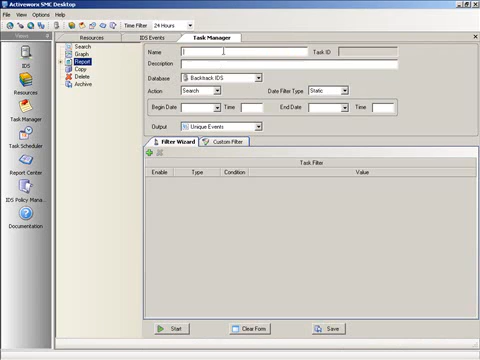 Activeworx SMC Desktop
File View Options Help
Time Filter 24 Hours
Views
Resources IDS Events Task Manager
IDS
Resources
Task Manager
Task Scheduler
Report Center
IDS Policy Mana...
Documentation
Search
Graph
Report
Copy
Delete
Archive
Name Task ID
Description
Database Backback IDS
Action Search Date Filter Type Static
Begin Date Time End Date Time
Output Unique Events
Filter Wizard Custom Filter
Task Filter
Enable Type Condition Value
Start Clear Form Save